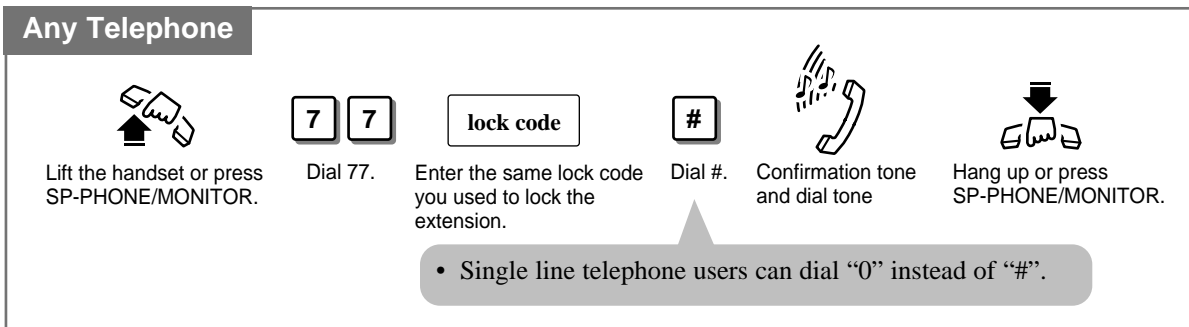 Any Telephone
7 7
lock code
#
Lift the handset or press
SP-PHONE/MONITOR.
Dial 77.
Enter the same lock code
you used to lock the
extension.
Dial #.
Confirmation tone
and dial tone
Hang up or press
SP-PHONE/MONITOR.
• Single line telephone users can dial “0” instead of “#”.